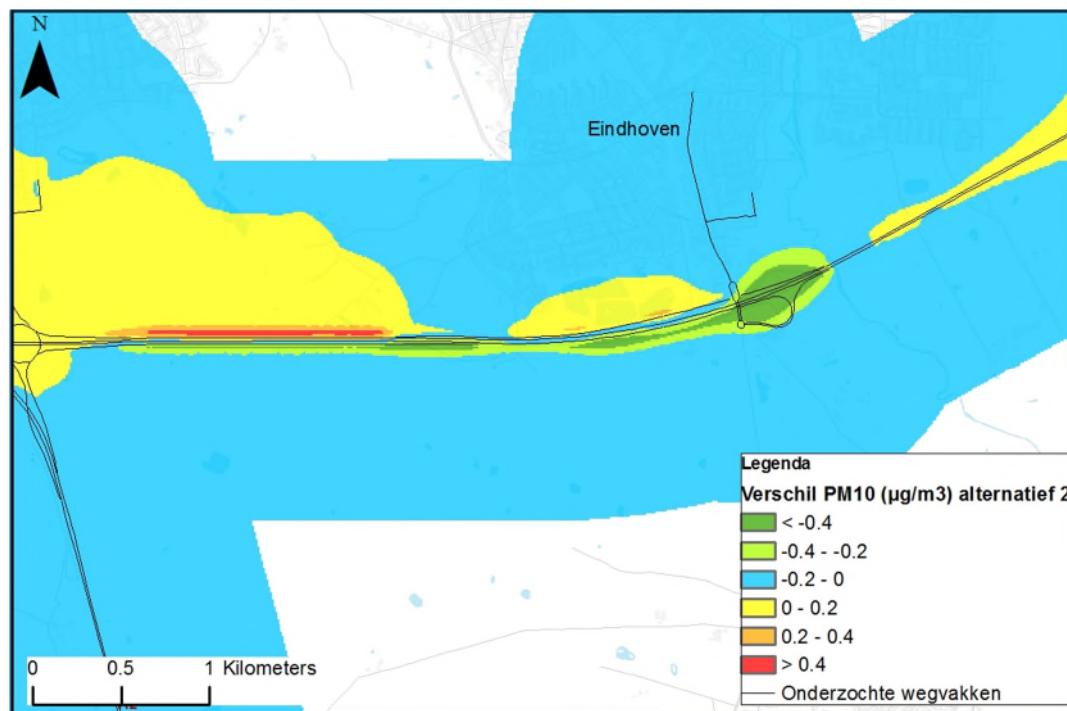 N
Eindhoven
Legenda
Verschil PM10 (µg/m3) alternatief 2
< -0.4
-0.4 - -0.2
-0.2 - 0
0 - 0.2
0.2 - 0.4
> 0.4
Onderzochte wegvakken
0 0.5 1 Kilometers